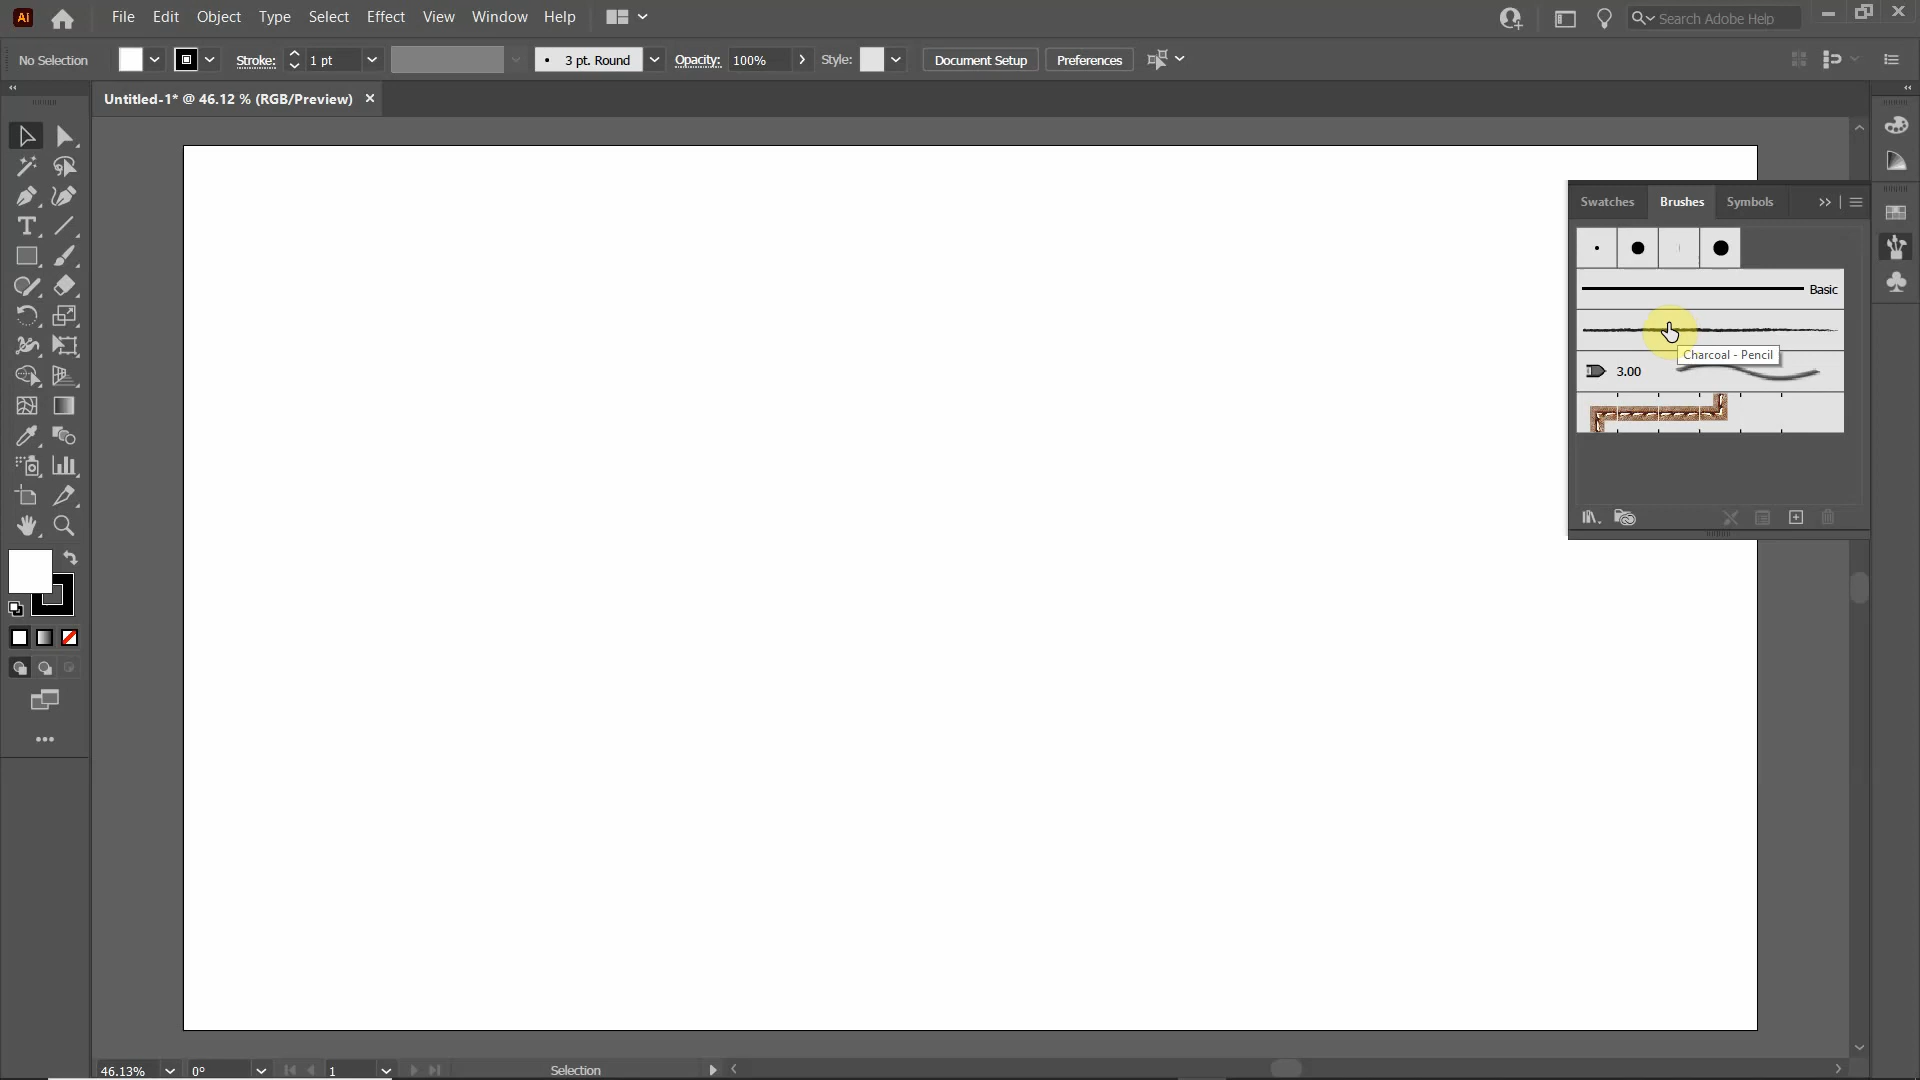 Ai File Edit Object Type Select Effect View Window Help Search Adobe Help
No Selection Stroke: 1 pt 3 pt. Round Opacity: 100% Style: Document Setup Preferences
Untitled-1* @ 46.12 % (RGB/Preview)
Swatches Brushes Symbols
Basic
Charcoal - Pencil
3.00
46.13% 0° 1 Selection